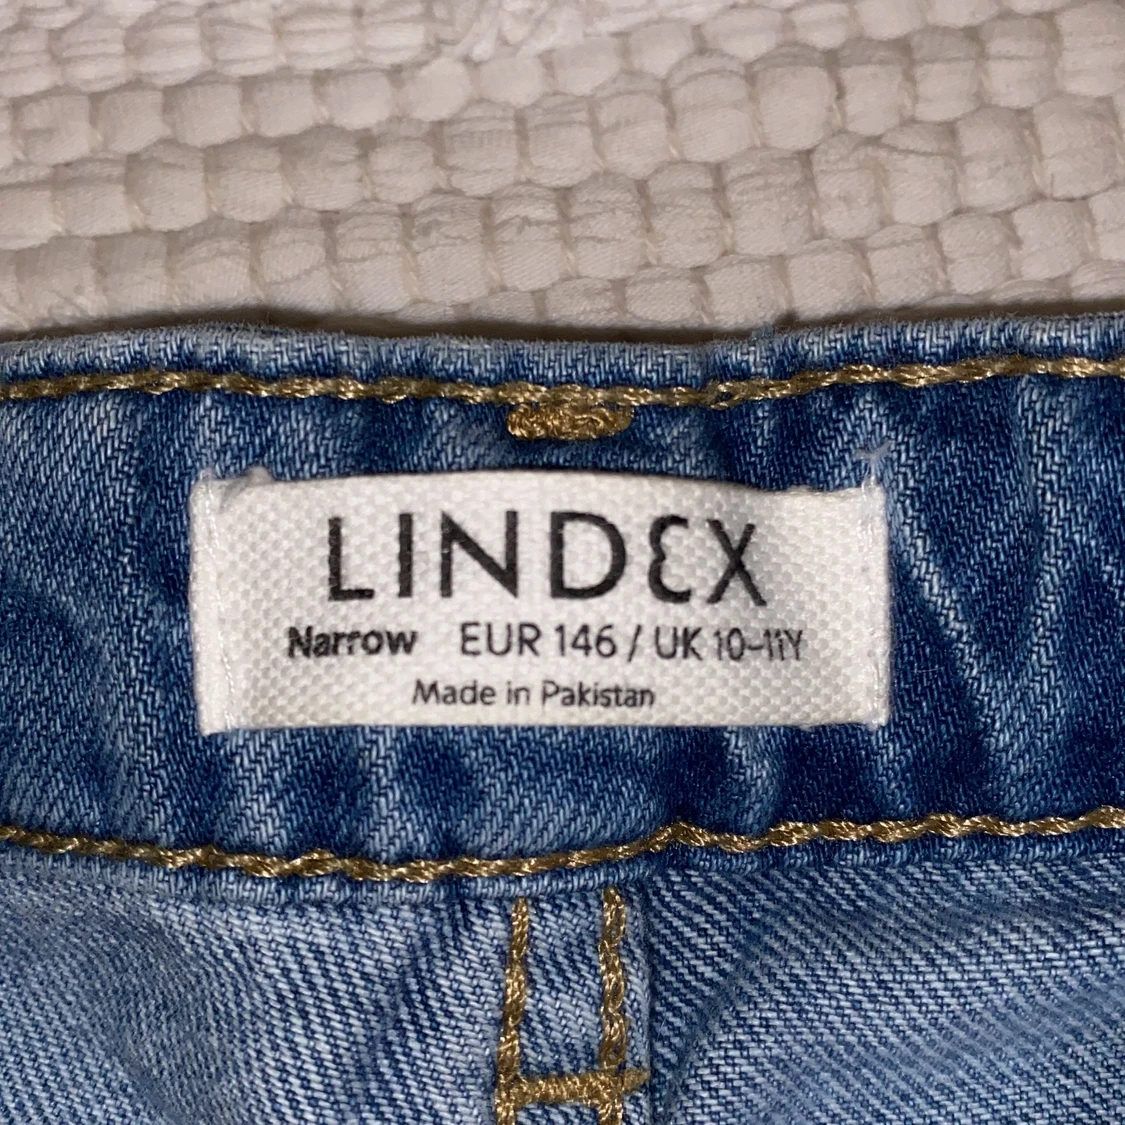 LINDEX
Narrow EUR 146 / UK 10-11Y
Made in Pakistan